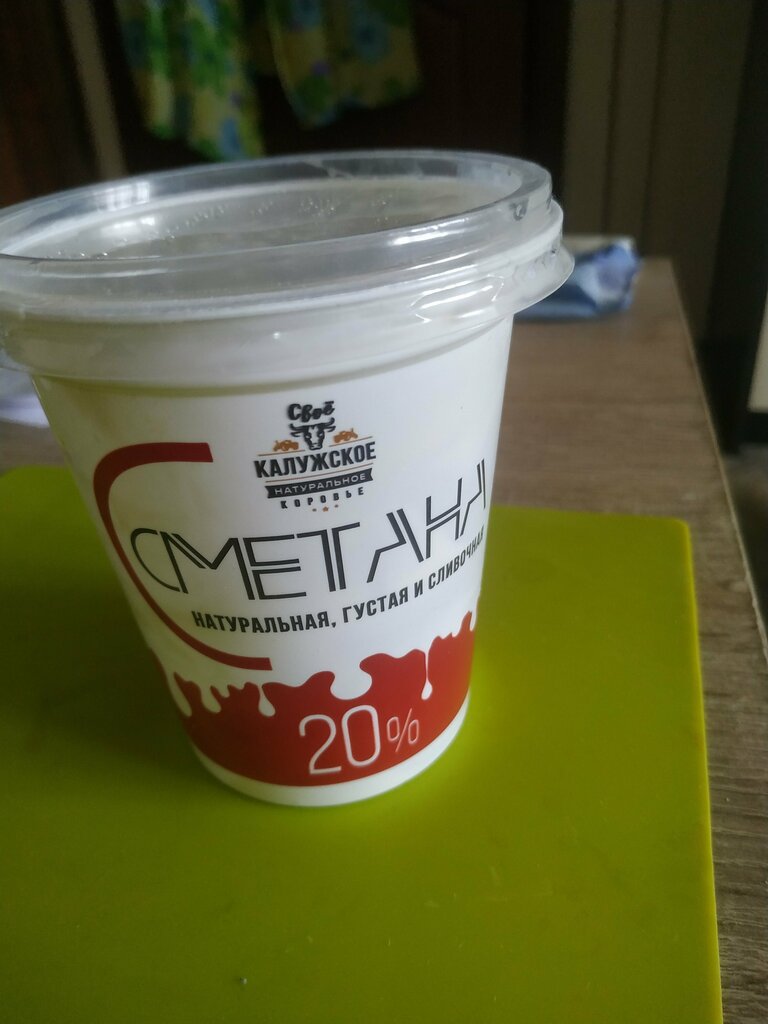 Своё
КАЛУЖСКОЕ
НАТУРАЛЬНОЕ
КОРОВЬЕ
СМЕТАНА
НАТУРАЛЬНАЯ, ГУСТАЯ И СЛИВОЧНАЯ
20%